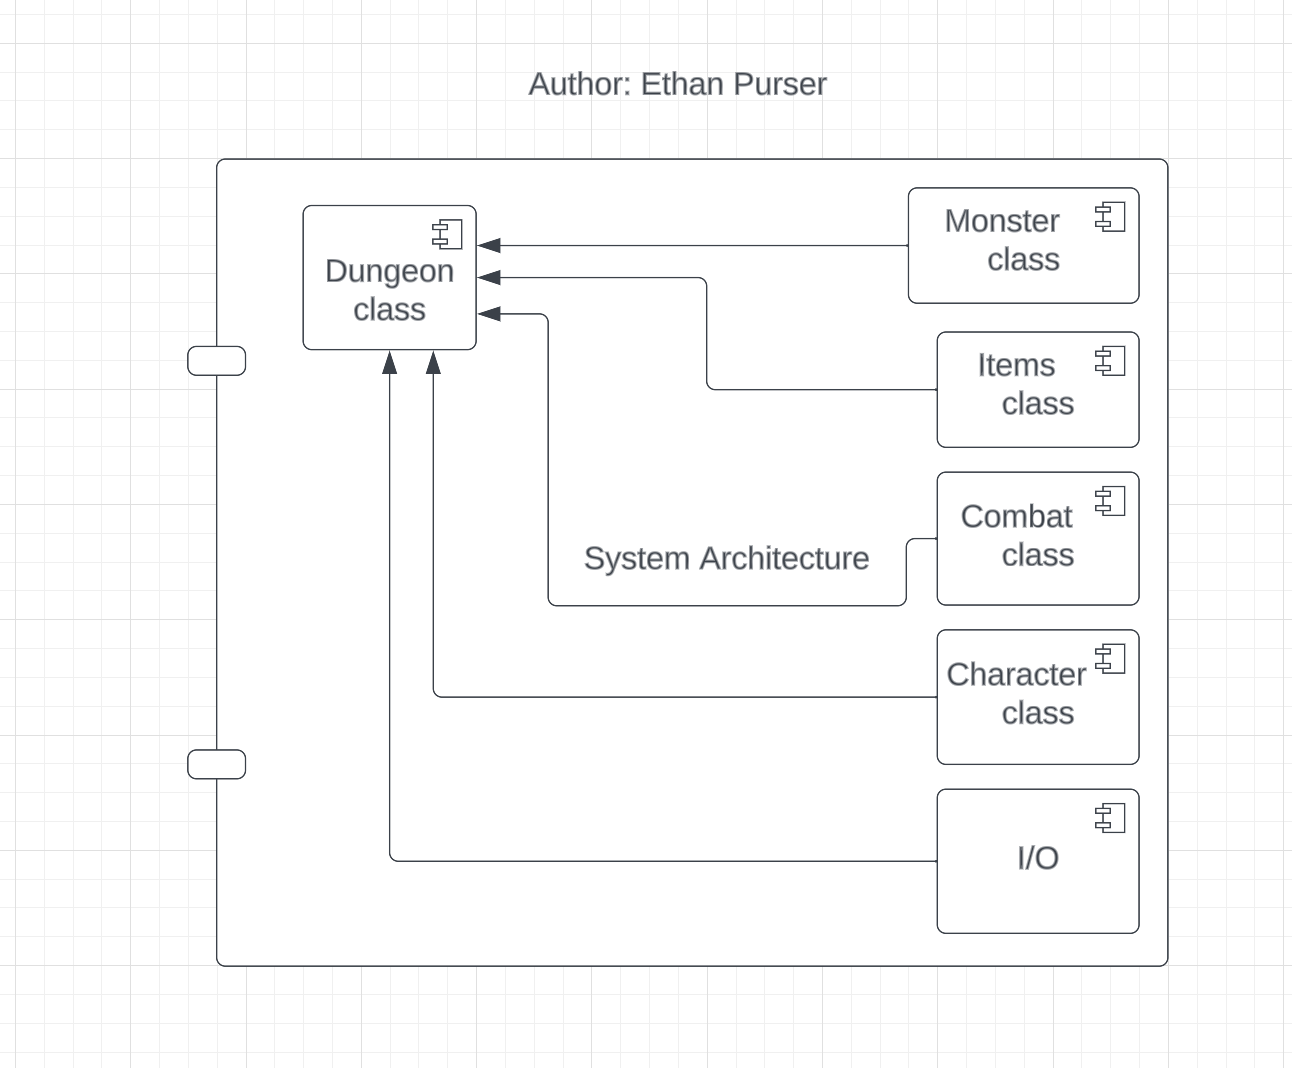 Author: Ethan Purser
Dungeon
class
Monster
class
Items
class
Combat
class
System Architecture
Character
class
I/O